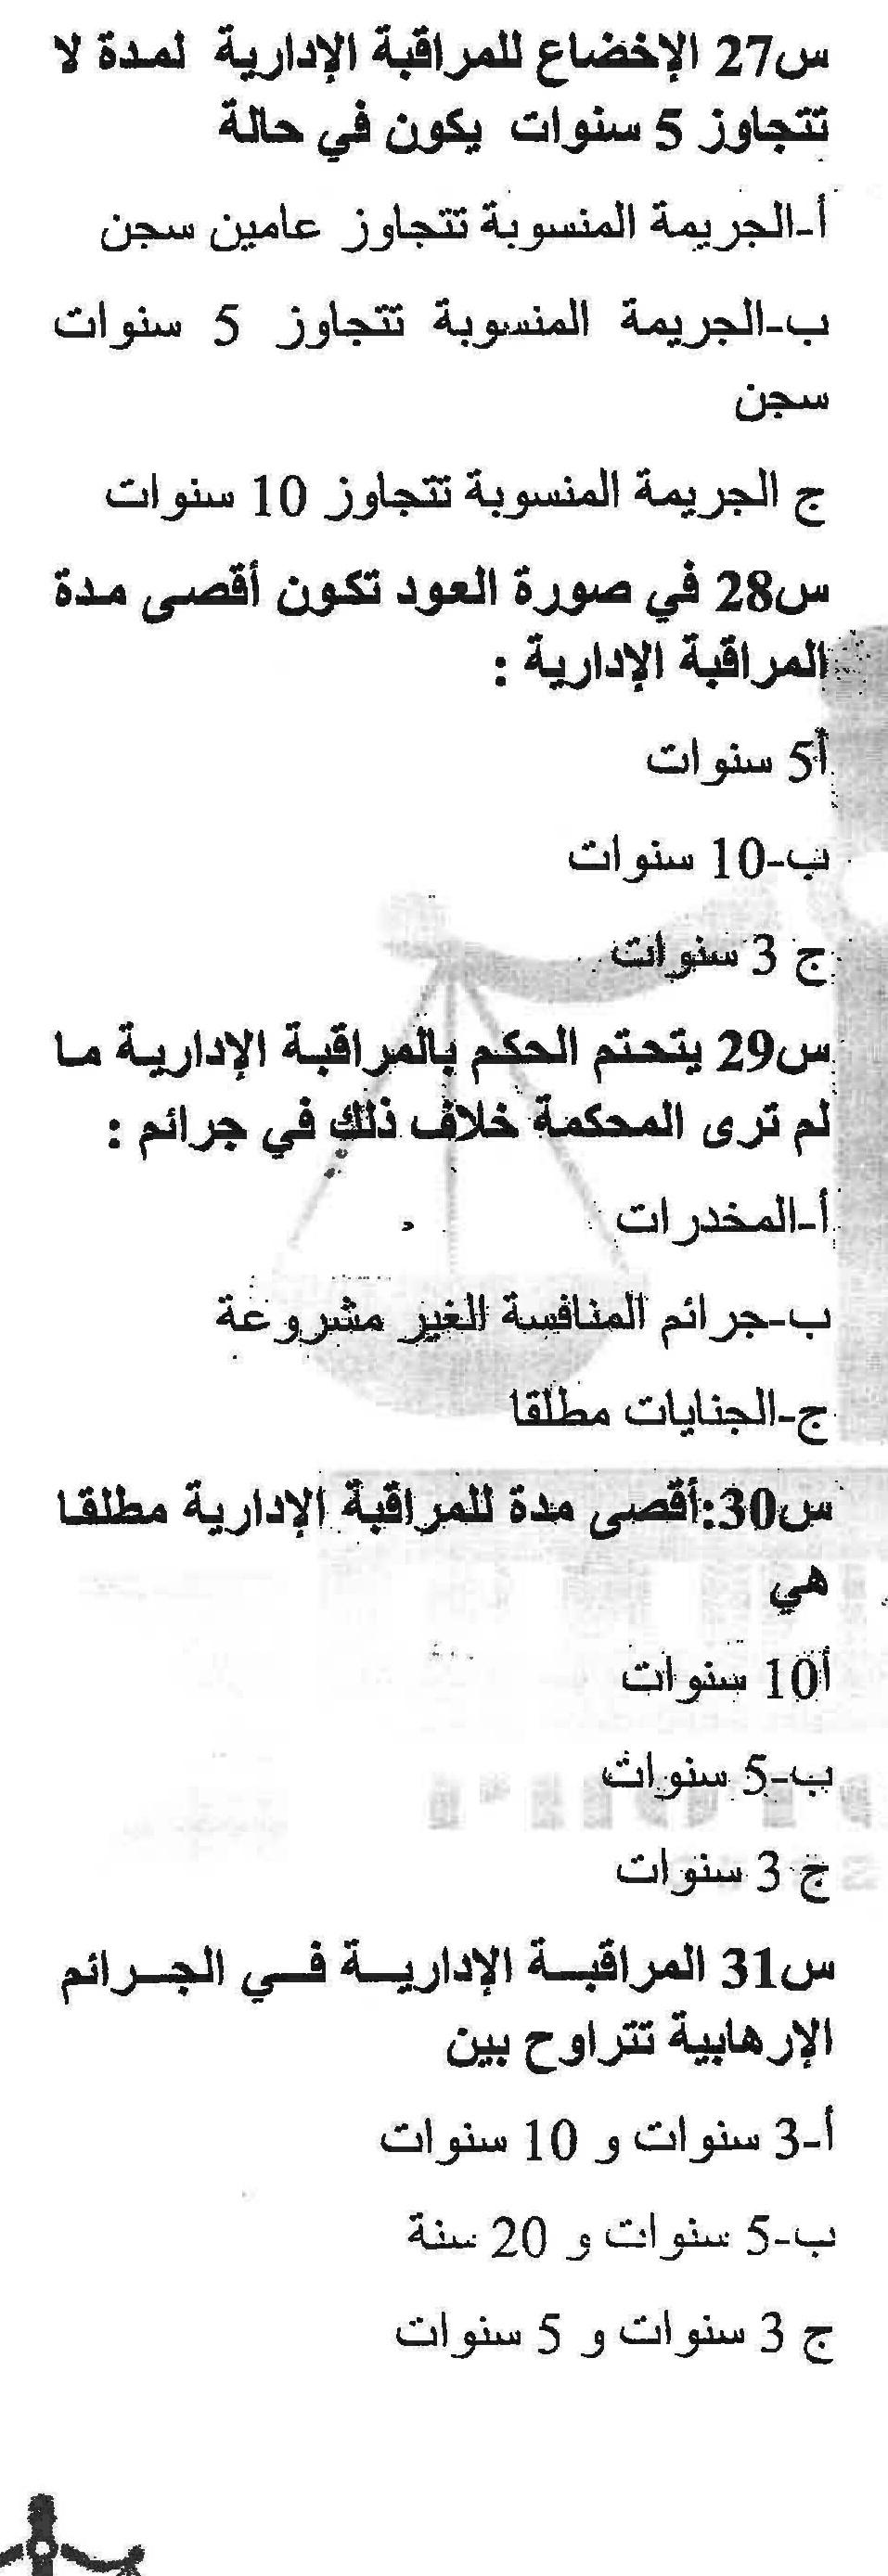 س27 الإخضاع للمراقبة الإدارية لمدة لا
تتجاوز 5 سنوات يكون في حالة
أ-الجريمة المنسوبة تتجاوز عامين سجن
ب-الجريمة المنسوبة تتجاوز 5 سنوات
سجن
ج الجريمة المنسوبة تتجاوز 10 سنوات
س28 في صورة العود تكون أقصى مدة
المراقبة الإدارية :
أ5 سنوات
ب-10 سنوات
ج 3 سنوات
س29 يتحتم الحكم بالمراقبة الإدارية ما
لم ترى المحكمة خلاف ذلك في جرائم :
أ-المخدرات
ب-جرائم المنافسة الغير مشروعة
ج-الجنايات مطلقا
س30:أقصى مدة للمراقبة الإدارية مطلقا
هي
أ10 سنوات
ب-5 سنوات
ج 3 سنوات
س31 المراقبة الإدارية في الجرائم
الإرهابية تتراوح بين
أ-3 سنوات و 10 سنوات
ب-5 سنوات و 20 سنة
ج 3 سنوات و 5 سنوات